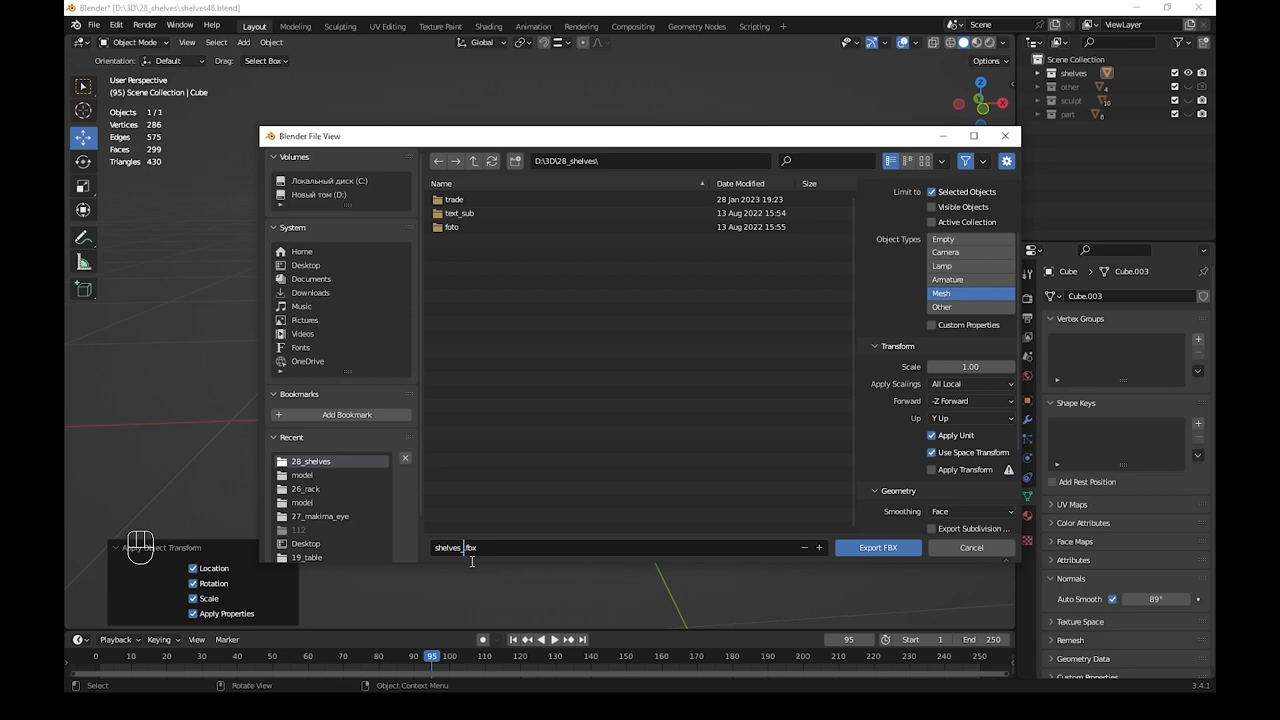 Blender* [D:\3D\28_shelves\shelves48.blend]
File Edit Render Window Help Layout Modeling Sculpting UV Editing Texture Paint Shading Animation Rendering Compositing Geometry Nodes Scripting + Scene ViewLayer
Object Mode View Select Add Object Global
Orientation: Default Drag: Select Box Options
User Perspective
(95) Scene Collection | Cube
Objects 1/1
Vertices 286
Edges 575
Faces 299
Triangles 430
Scene Collection
shelves
other 4
sculpt 10
part 8
Blender File View
Volumes
Локальный диск (C:)
Новый том (D:)
System
Home
Desktop
Documents
Downloads
Music
Pictures
Videos
Fonts
OneDrive
Bookmarks
Add Bookmark
Recent
28_shelves
model
26_rack
model
27_makima_eye
112
Desktop
19_table
D:\3D\28_shelves\
Name Date Modified Size
trade 28 Jan 2023 19:23
text_sub 13 Aug 2022 15:54
foto 13 Aug 2022 15:55
shelves_.fbx
Export FBX Cancel
Limit to Selected Objects
Visible Objects
Active Collection
Object Types Empty
Camera
Lamp
Armature
Mesh
Other
Custom Properties
Transform
Scale 1.00
Apply Scalings All Local
Forward -Z Forward
Up Y Up
Apply Unit
Use Space Transform
Apply Transform
Geometry
Smoothing Face
Export Subdivision ...
Cube Cube.003
Cube.003
Vertex Groups
Shape Keys
Add Rest Position
UV Maps
Color Attributes
Face Maps
Attributes
Normals
Auto Smooth 89°
Texture Space
Remesh
Geometry Data
Custom Properties
Apply Object Transform
Location
Rotation
Scale
Apply Properties
Playback Keying View Marker 95 Start 1 End 250
0 10 20 30 40 50 60 70 80 90 95 100 110 120 130 140 150 160 170 180 190 200 210 220 230 240 250
Select Rotate View Object Context Menu 3.4.1